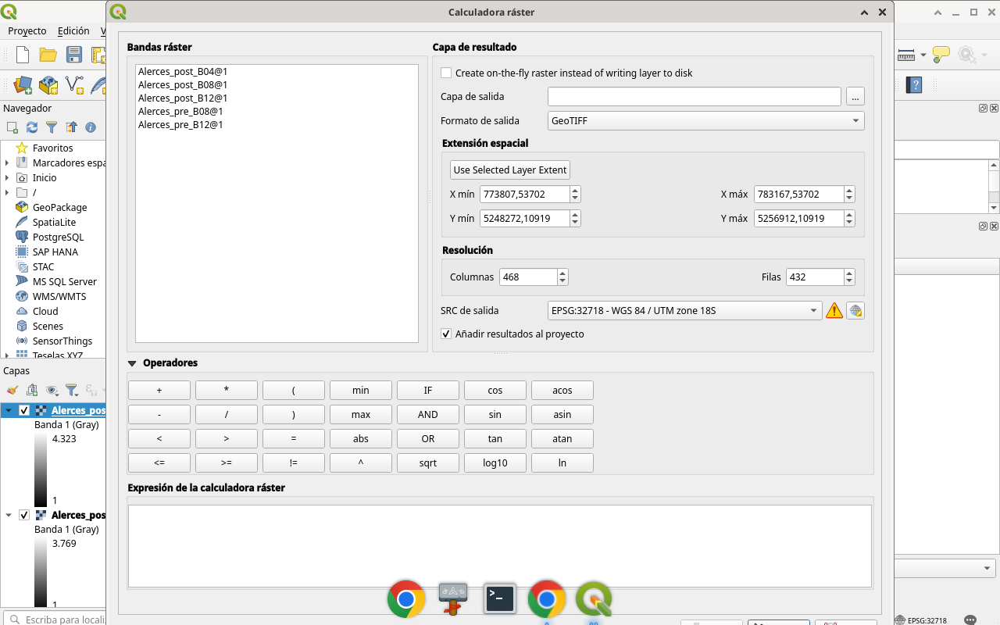 Calculadora ráster
Proyecto
Edición
V
Navegador
Favoritos
Marcadores espa
Inicio
/
GeoPackage
SpatiaLite
PostgreSQL
SAP HANA
STAC
MS SQL Server
WMS/WMTS
Cloud
Scenes
SensorThings
Teselas XYZ
Capas
Alerces_pos
Banda 1 (Gray)
4.323
1
Alerces_pos
Banda 1 (Gray)
3.769
1
Escriba para locali
Bandas ráster
Alerces_post_B04@1
Alerces_post_B08@1
Alerces_post_B12@1
Alerces_pre_B08@1
Alerces_pre_B12@1
Capa de resultado
Create on-the-fly raster instead of writing layer to disk
Capa de salida
...
Formato de salida GeoTIFF
Extensión espacial
Use Selected Layer Extent
X mín 773807,53702 X máx 783167,53702
Y mín 5248272,10919 Y máx 5256912,10919
Resolución
Columnas 468 Filas 432
SRC de salida EPSG:32718 - WGS 84 / UTM zone 18S
Añadir resultados al proyecto
Operadores
+ * ( min IF cos acos
- / ) max AND sin asin
< > = abs OR tan atan
<= >= != ^ sqrt log10 ln
Expresión de la calculadora ráster
EPSG:32718